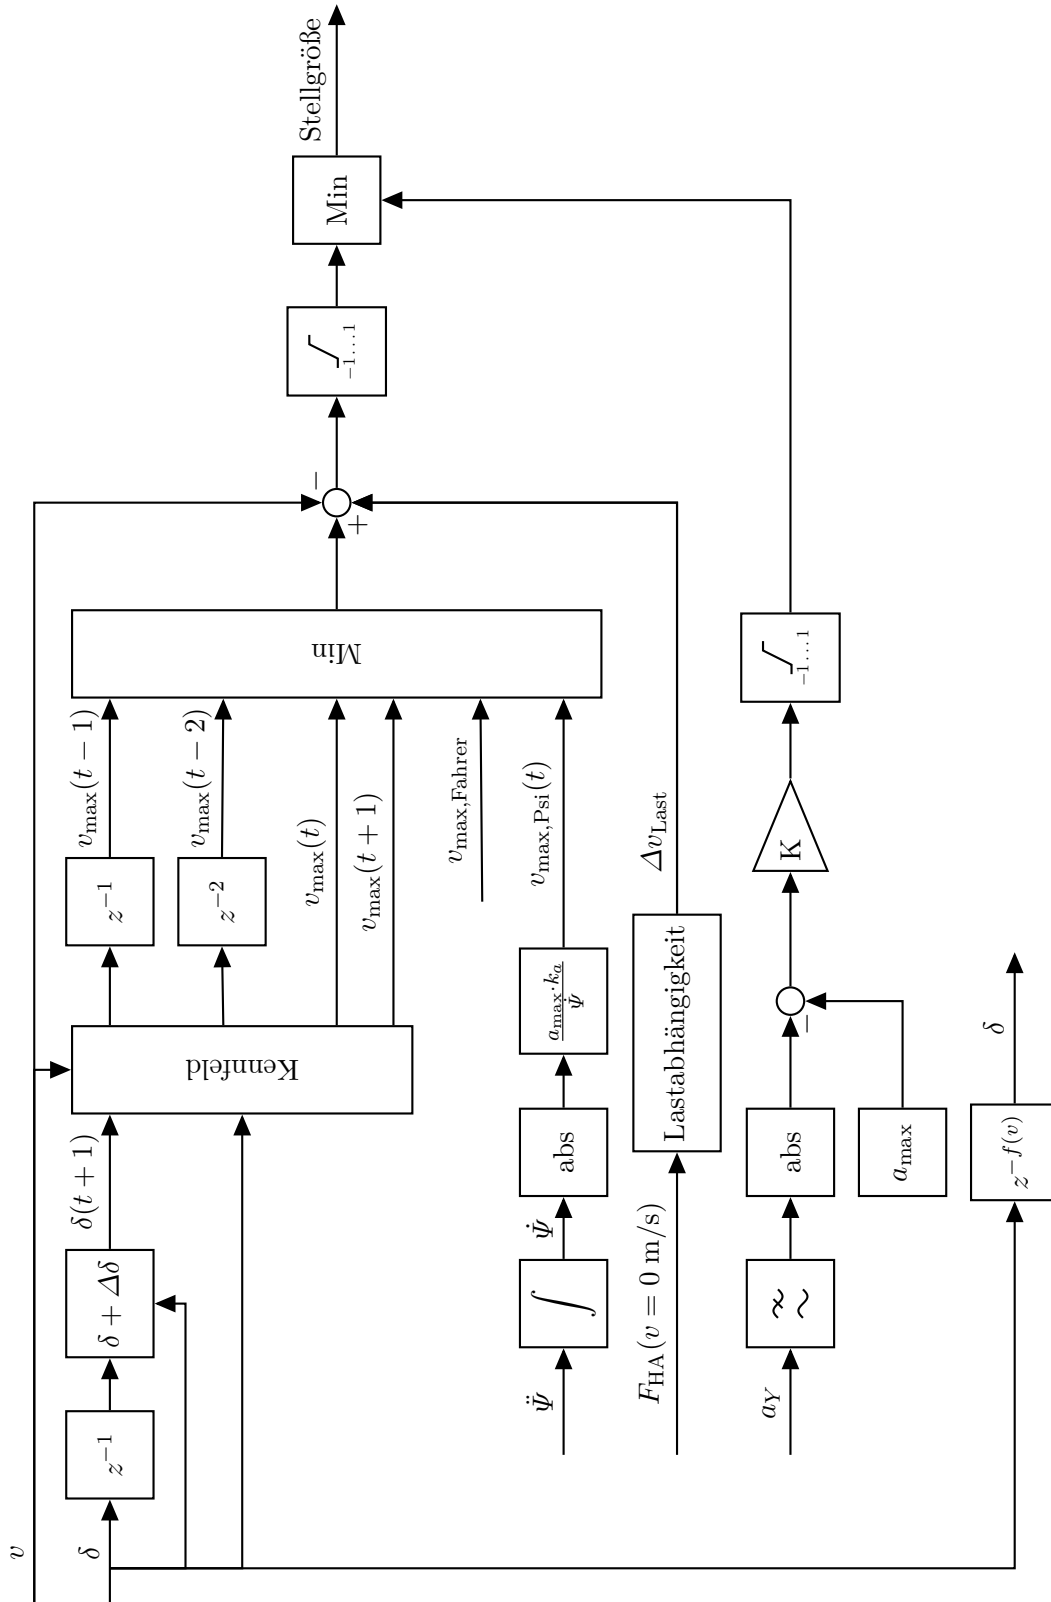 v
δ
z⁻¹
δ + Δδ
δ(t + 1)
Kennfeld
z⁻¹
z⁻²
v_max(t − 1)
v_max(t − 2)
v_max(t)
v_max(t + 1)
v_max,Fahrer
Ψ̈
∫
Ψ̇
abs
a_max·k_a / Ψ̇
v_max,Psi(t)
Min
F_HA(v = 0 m/s)
Lastabhängigkeit
Δv_Last
−
+
−1…1
Min
Stellgröße
a_Y
abs
a_max
−
K
−1…1
z^−f(v)
δ